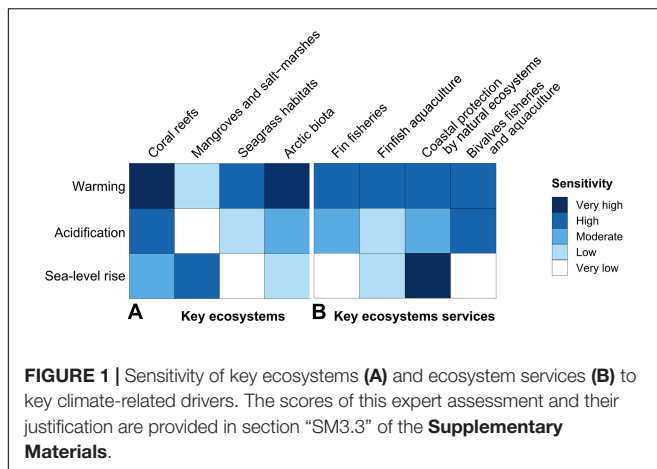 Coral reefs
Mangroves and salt−marshes
Seagrass habitats
Arctic biota
Fin fisheries
Finfish aquaculture
Coastal protection
by natural ecosystems
Bivalves fisheries
and aquaculture
Warming
Acidification
Sea-level rise
Sensitivity
Very high
High
Moderate
Low
Very low
A Key ecosystems B Key ecosystems services
FIGURE 1 | Sensitivity of key ecosystems (A) and ecosystem services (B) to
key climate-related drivers. The scores of this expert assessment and their
justification are provided in section “SM3.3” of the Supplementary
Materials.